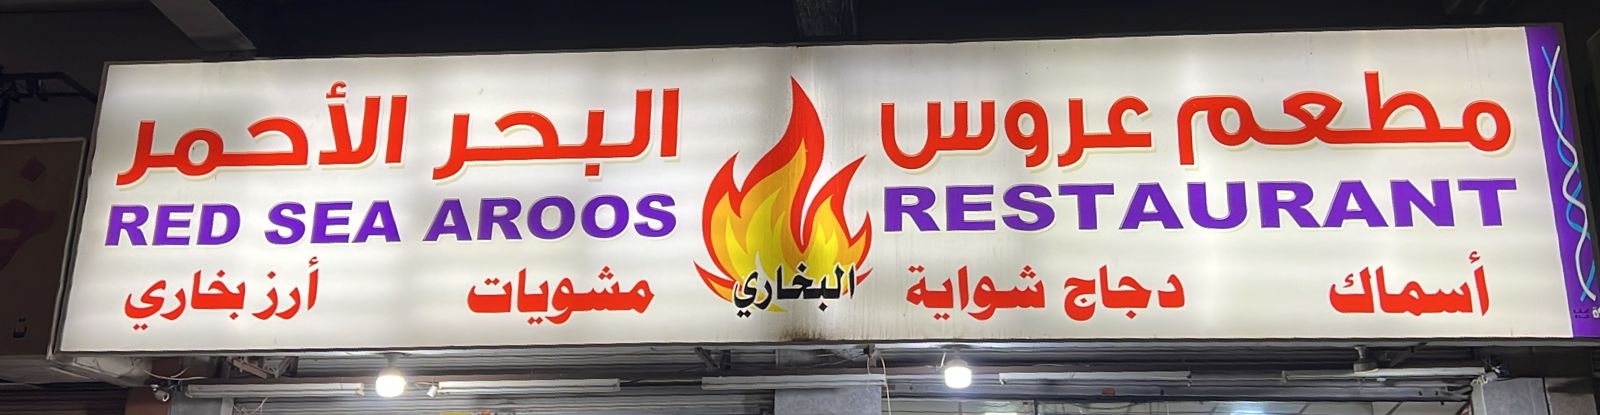 مطعم عروس البحر الأحمر
RED SEA AROOS RESTAURANT
أسماك دجاج شواية البخاري مشويات أرز بخاري